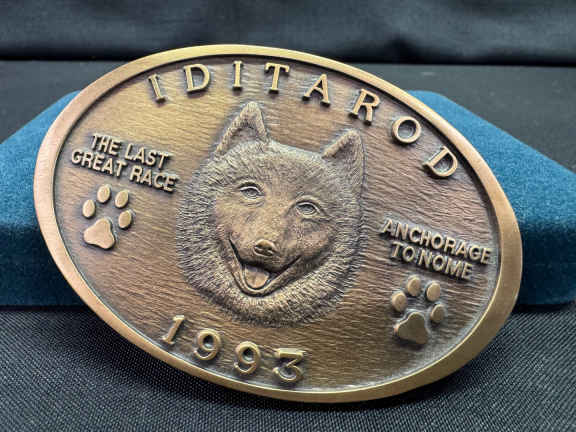 IDITAROD
THE LAST
GREAT RACE
ANCHORAGE
TO NOME
1993